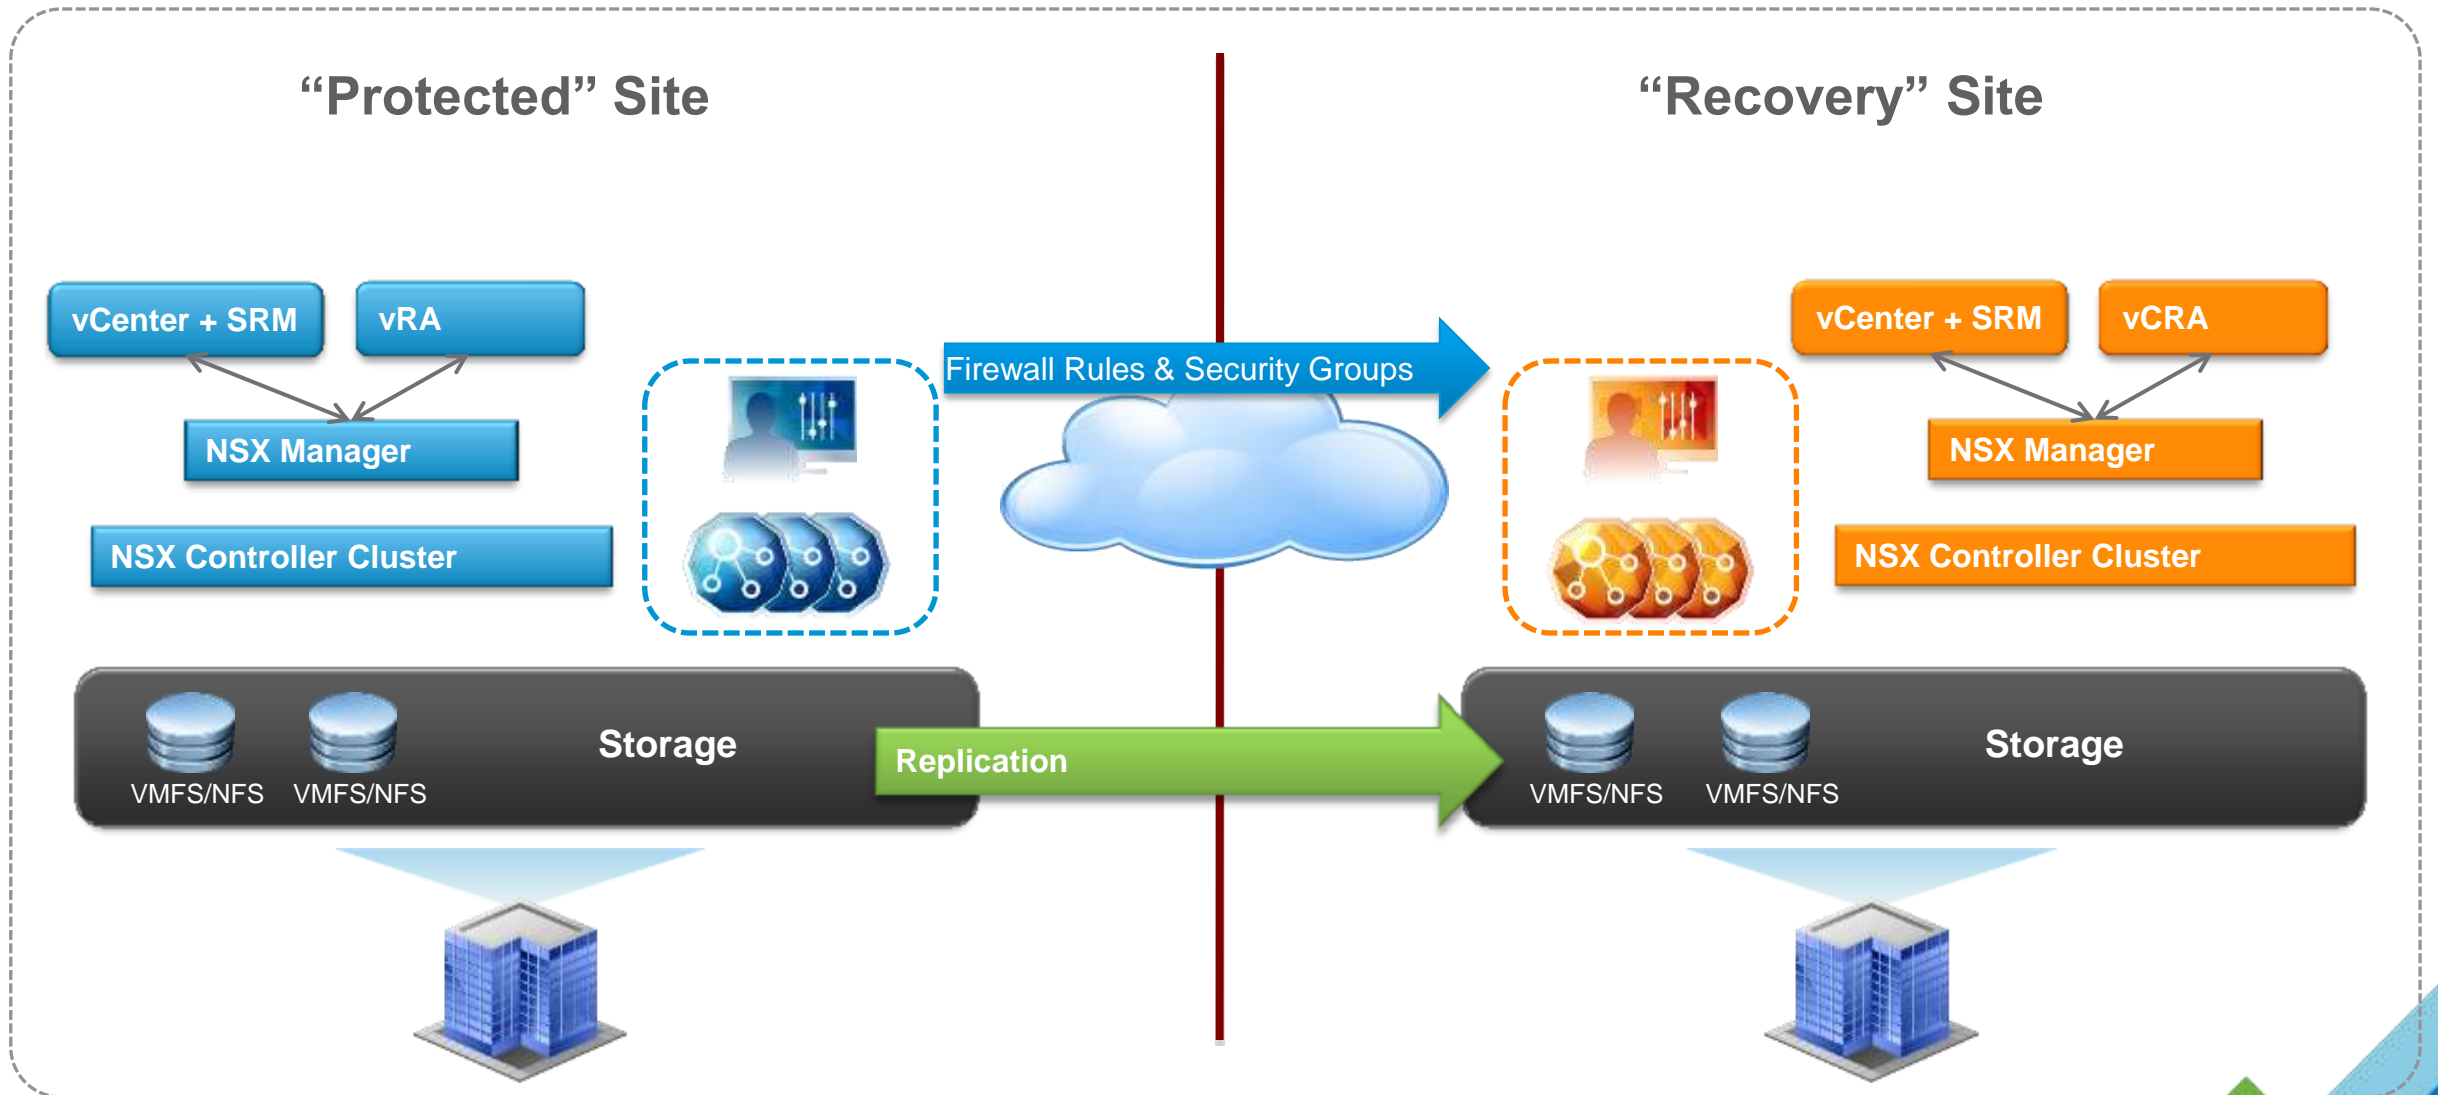 “Protected” Site
“Recovery” Site
vCenter + SRM
vRA
NSX Manager
NSX Controller Cluster
Firewall Rules & Security Groups
vCenter + SRM
vCRA
NSX Manager
NSX Controller Cluster
VMFS/NFS
VMFS/NFS
Storage
Replication
VMFS/NFS
VMFS/NFS
Storage